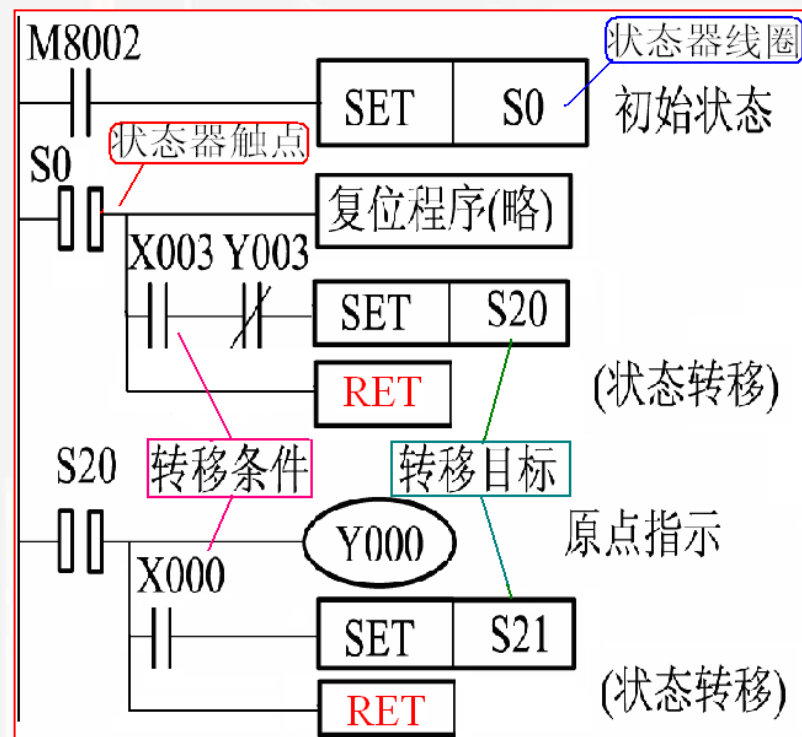 M8002
状态器线圈
SET S0 初始状态
状态器触点
S0
复位程序(略)
X003 Y003
SET S20
(状态转移)
RET
S20 转移条件 转移目标
Y000 原点指示
X000
SET S21
(状态转移)
RET